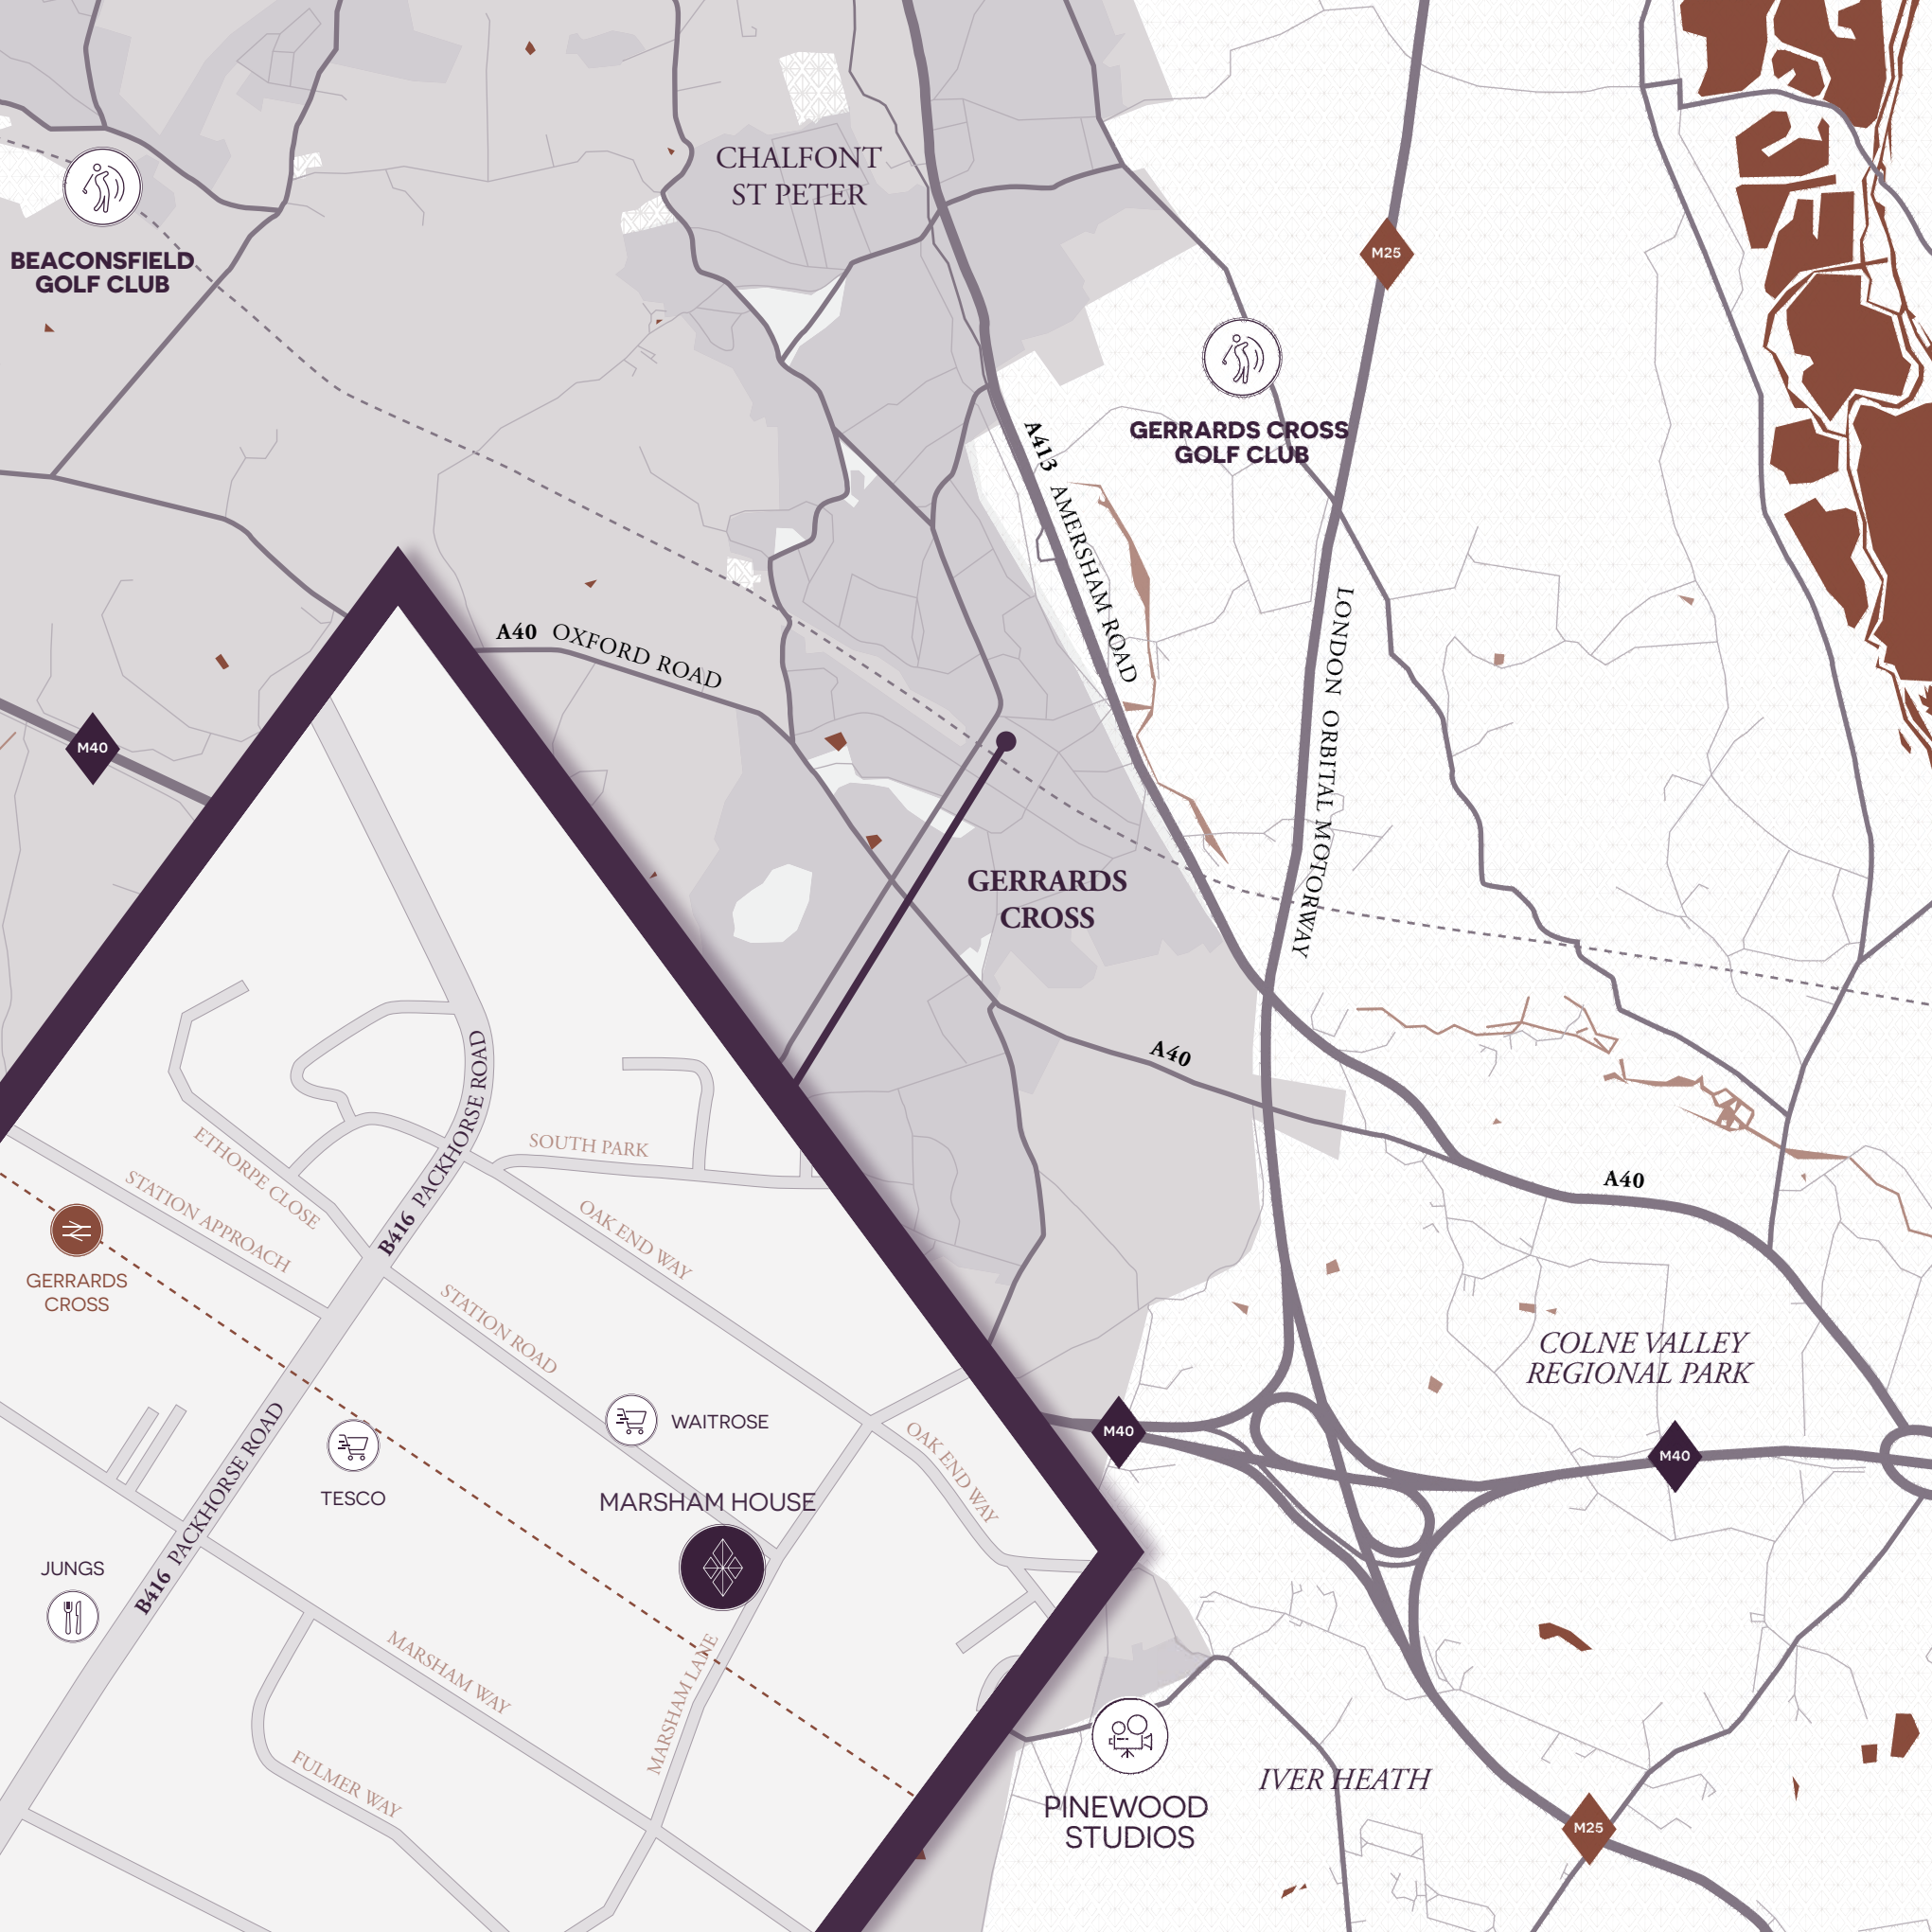 CHALFONT
ST PETER
BEACONSFIELD
GOLF CLUB
M25
GERRARDS CROSS
GOLF CLUB
A413 AMERSHAM ROAD
A40 OXFORD ROAD
LONDON ORBITAL MOTORWAY
M40
GERRARDS
CROSS
A40
A40
B416 PACKHORSE ROAD
SOUTH PARK
ETHORPE CLOSE
STATION APPROACH
OAK END WAY
GERRARDS
CROSS
STATION ROAD
COLNE VALLEY
REGIONAL PARK
WAITROSE
OAK END WAY
M40
M40
B416 PACKHORSE ROAD
TESCO
MARSHAM HOUSE
JUNGS
MARSHAM WAY
MARSHAM LANE
FULMER WAY
PINEWOOD
STUDIOS
IVER HEATH
M25